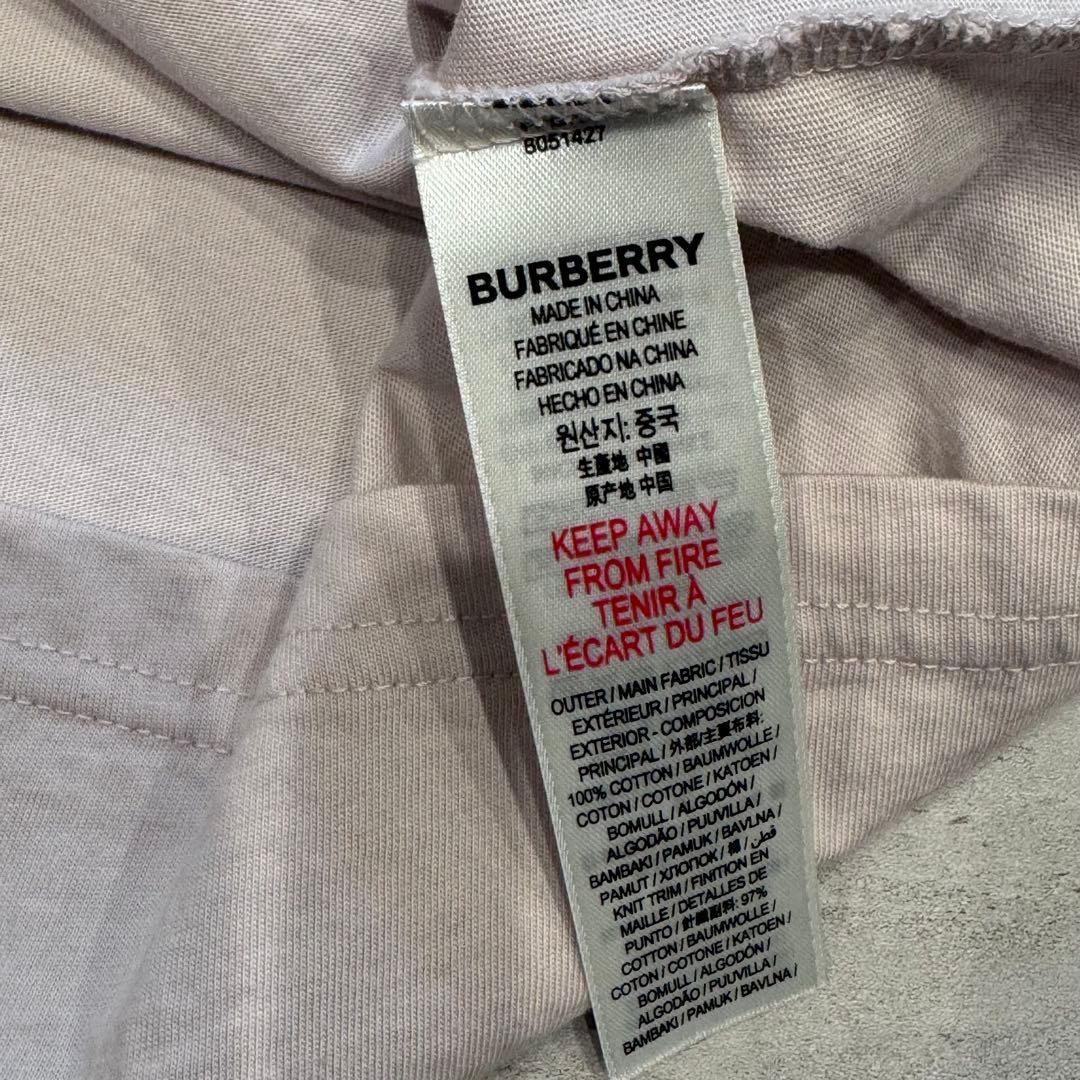 8051427
BURBERRY
MADE IN CHINA
FABRIQUÉ EN CHINE
FABRICADO NA CHINA
HECHO EN CHINA
원산지: 중국
生產地 中國
原产地 中国
KEEP AWAY
FROM FIRE
TENIR À
L'ÉCART DU FEU
OUTER / MAIN FABRIC / TISSU
EXTÉRIEUR / PRINCIPAL /
EXTERIOR - COMPOSICION
PRINCIPAL / 外部/主要布料:
100% COTTON / BAUMWOLLE /
COTON / COTONE / KATOEN /
BOMULL / ALGODÓN /
ALGODÃO / PUUVILLA /
BAMBAKI / PAMUK / BAVLNA /
PAMUT / ХЛОПОК / 棉 / قطن
KNIT TRIM / FINITION EN
MAILLE / DETALLES DE
PUNTO / 針織副料: 97%
COTTON / BAUMWOLLE /
COTON / COTONE / KATOEN /
BOMULL / ALGODÓN /
ALGODÃO / PUUVILLA /
BAMBAKI / PAMUK / BAVLNA /